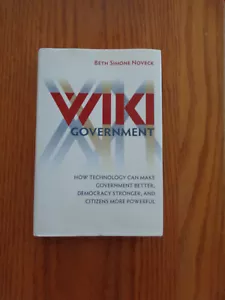 BETH SIMONE NOVECK
WIKI
GOVERNMENT
HOW TECHNOLOGY CAN MAKE
GOVERNMENT BETTER,
DEMOCRACY STRONGER, AND
CITIZENS MORE POWERFUL